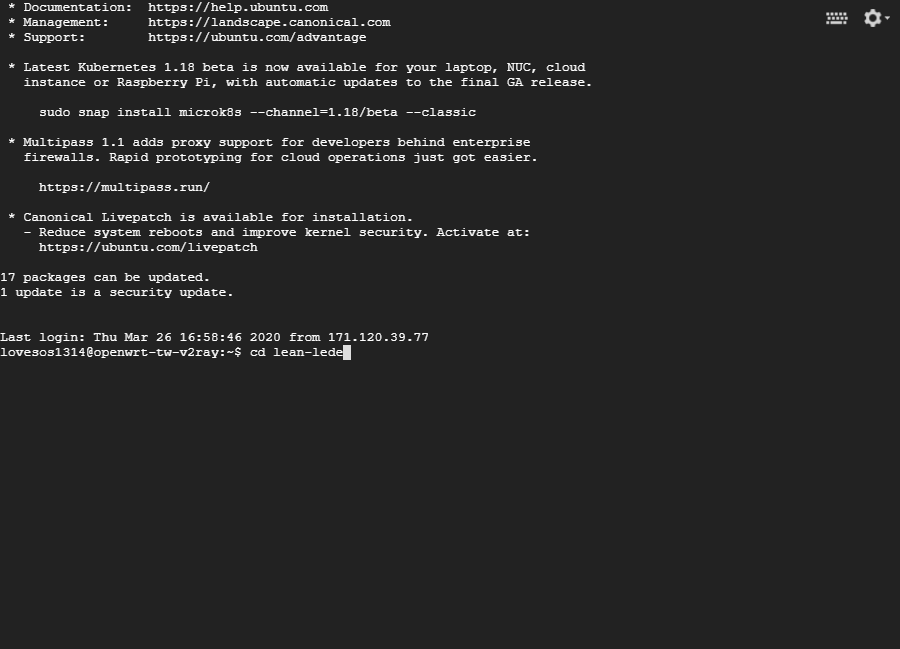 * Documentation:  https://help.ubuntu.com
* Management:     https://landscape.canonical.com
* Support:        https://ubuntu.com/advantage
* Latest Kubernetes 1.18 beta is now available for your laptop, NUC, cloud
instance or Raspberry Pi, with automatic updates to the final GA release.
sudo snap install microk8s --channel=1.18/beta --classic
* Multipass 1.1 adds proxy support for developers behind enterprise
firewalls. Rapid prototyping for cloud operations just got easier.
https://multipass.run/
* Canonical Livepatch is available for installation.
- Reduce system reboots and improve kernel security. Activate at:
https://ubuntu.com/livepatch
17 packages can be updated.
1 update is a security update.
Last login: Thu Mar 26 16:58:46 2020 from 171.120.39.77
lovesos1314@openwrt-tw-v2ray:~$ cd lean-lede